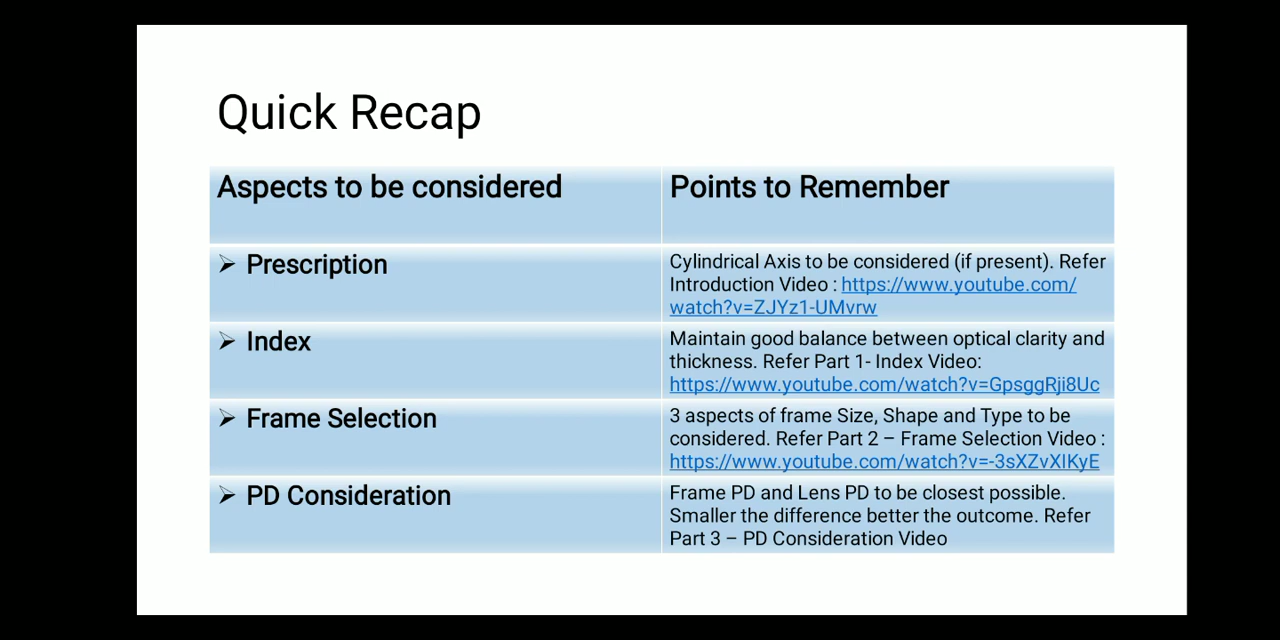 Quick Recap
Aspects to be considered
Points to Remember
➢ Prescription
Cylindrical Axis to be considered (if present). Refer
Introduction Video : https://www.youtube.com/
watch?v=ZJYz1-UMvrw
➢ Index
Maintain good balance between optical clarity and
thickness. Refer Part 1- Index Video:
https://www.youtube.com/watch?v=GpsggRji8Uc
➢ Frame Selection
3 aspects of frame Size, Shape and Type to be
considered. Refer Part 2 – Frame Selection Video :
https://www.youtube.com/watch?v=-3sXZvXIKyE
➢ PD Consideration
Frame PD and Lens PD to be closest possible.
Smaller the difference better the outcome. Refer
Part 3 – PD Consideration Video